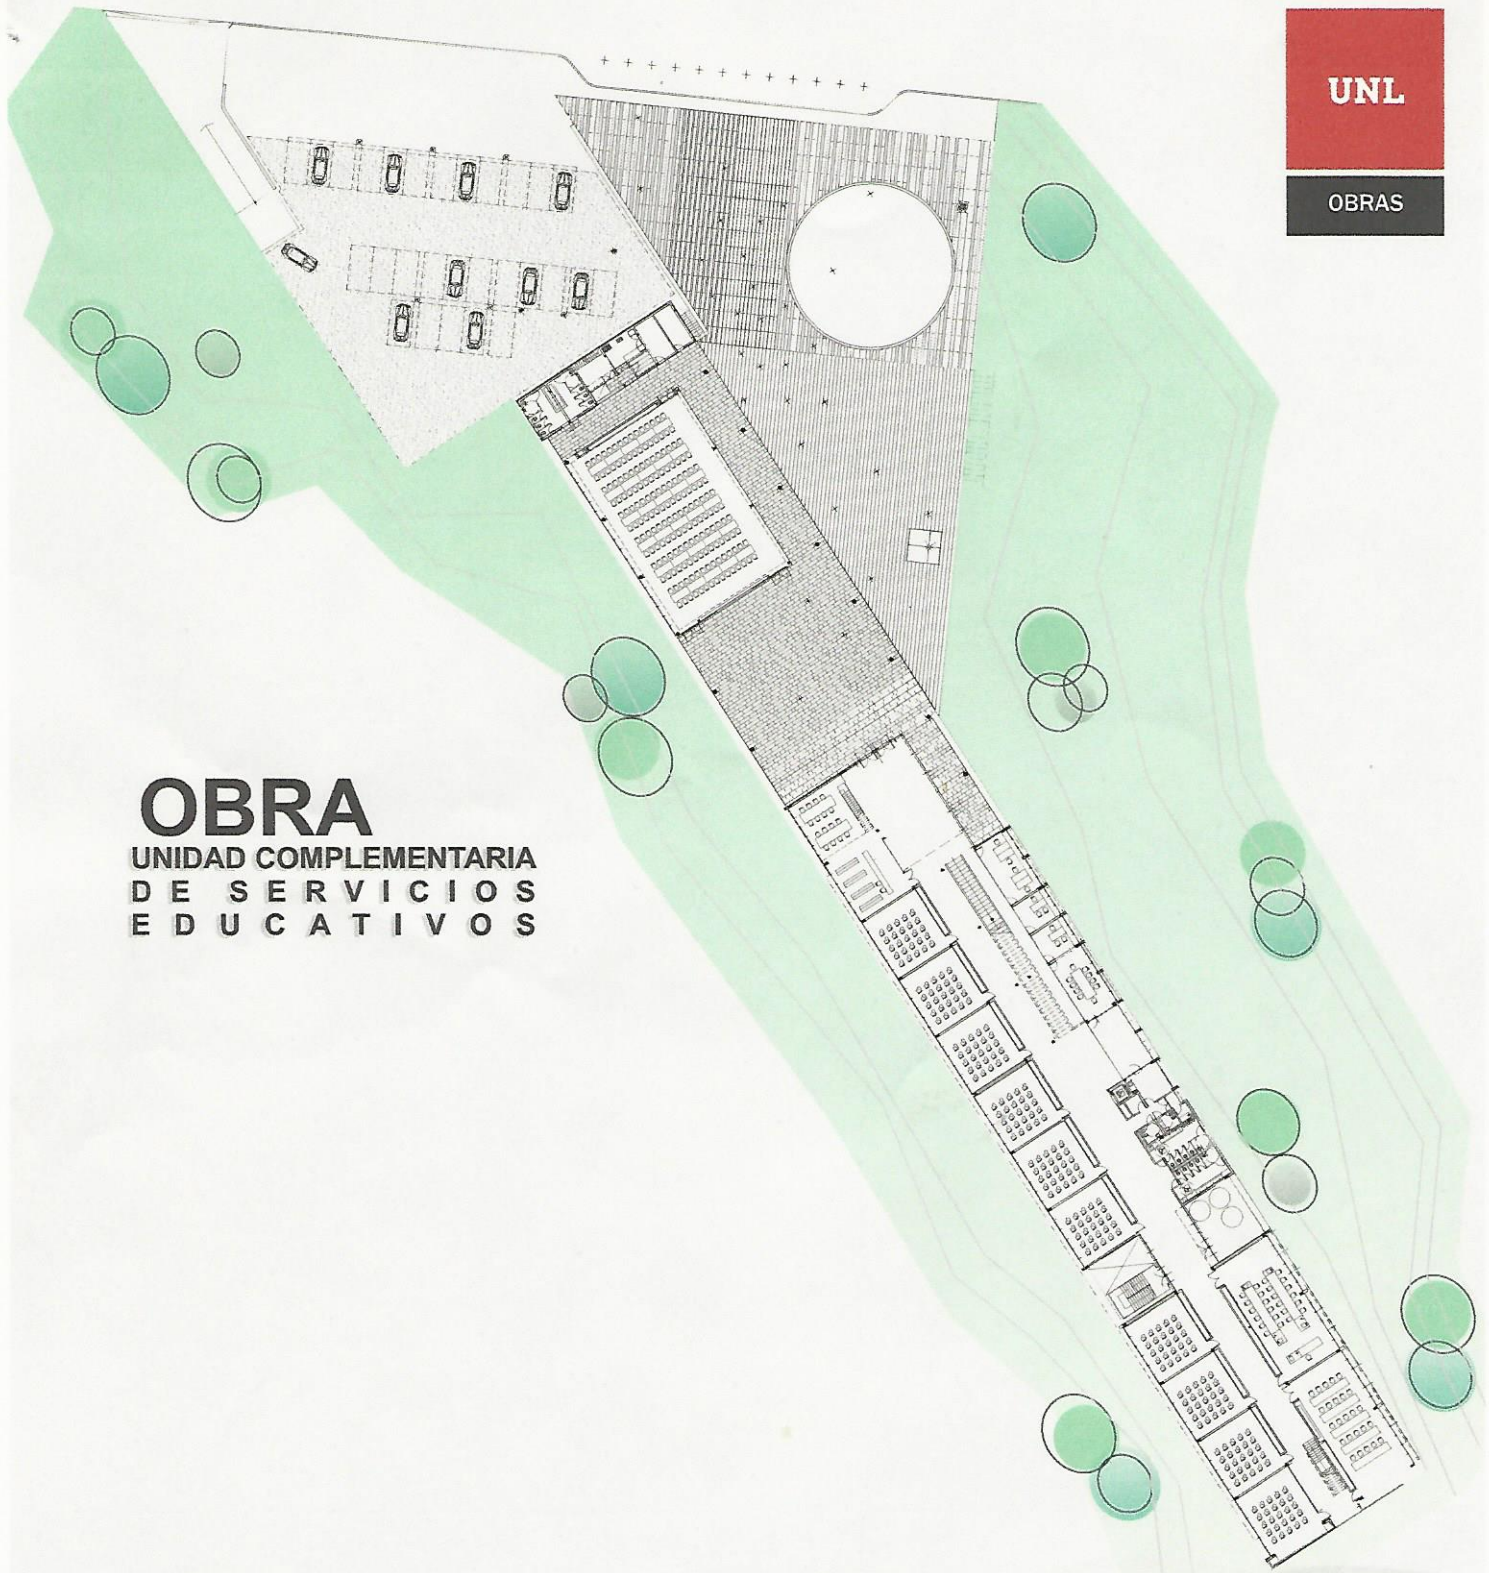 UNL
OBRAS
OBRA
UNIDAD COMPLEMENTARIA
DE SERVICIOS
EDUCATIVOS